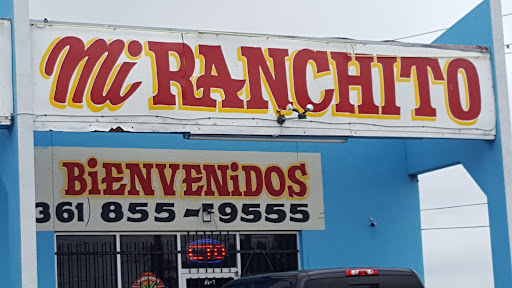 Mi RANCHITO
BiENVENiDOS
361 855-9555